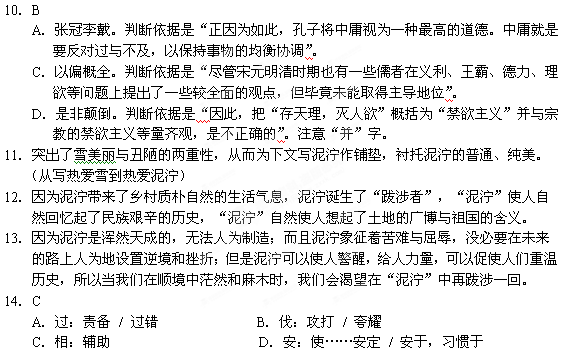 10. B
A. 张冠李戴。判断依据是“正因为如此，孔子将中庸视为一种最高的道德。中庸就是
要反对过与不及，以保持事物的均衡协调”。
C. 以偏概全。判断依据是“尽管宋元明清时期也有一些儒者在义利、王霸、德力、理
欲等问题上提出了一些较全面的观点，但毕竟未能取得主导地位”。
D. 是非颠倒。判断依据是“因此，把“存天理，灭人欲”概括为“禁欲主义”并与宗
教的禁欲主义等量齐观，是不正确的”。注意“并”字。
11. 突出了雪美丽与丑陋的两重性，从而为下文写泥泞作铺垫，衬托泥泞的普通、纯美。
（从写热爱雪到热爱泥泞）
12. 因为泥泞带来了乡村质朴自然的生活气息，泥泞诞生了“跋涉者”，“泥泞”使人自
然回忆起了民族艰辛的历史，“泥泞”自然使人想起了土地的广博与祖国的含义。
13. 因为泥泞是浑然天成的，无法人为制造；而且泥泞象征着苦难与屈辱，没必要在未来
的路上人为地设置逆境和挫折；但是泥泞可以使人警醒，给人力量，可以促使人们重温
历史，所以当我们在顺境中茫然和麻木时，我们会渴望在“泥泞”中再跋涉一回。
14. C
A. 过：责备 / 过错 B. 伐：攻打 / 夸耀
C. 相：辅助 D. 安：使……安定 / 安于，习惯于